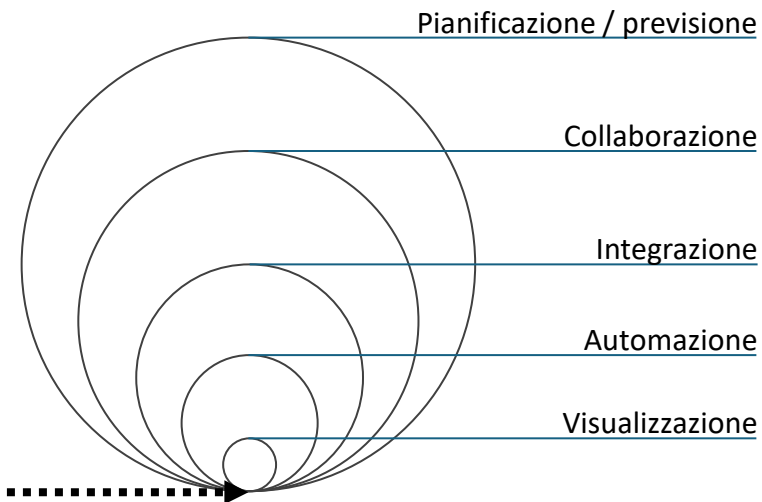 Pianificazione / previsione
Collaborazione
Integrazione
Automazione
Visualizzazione